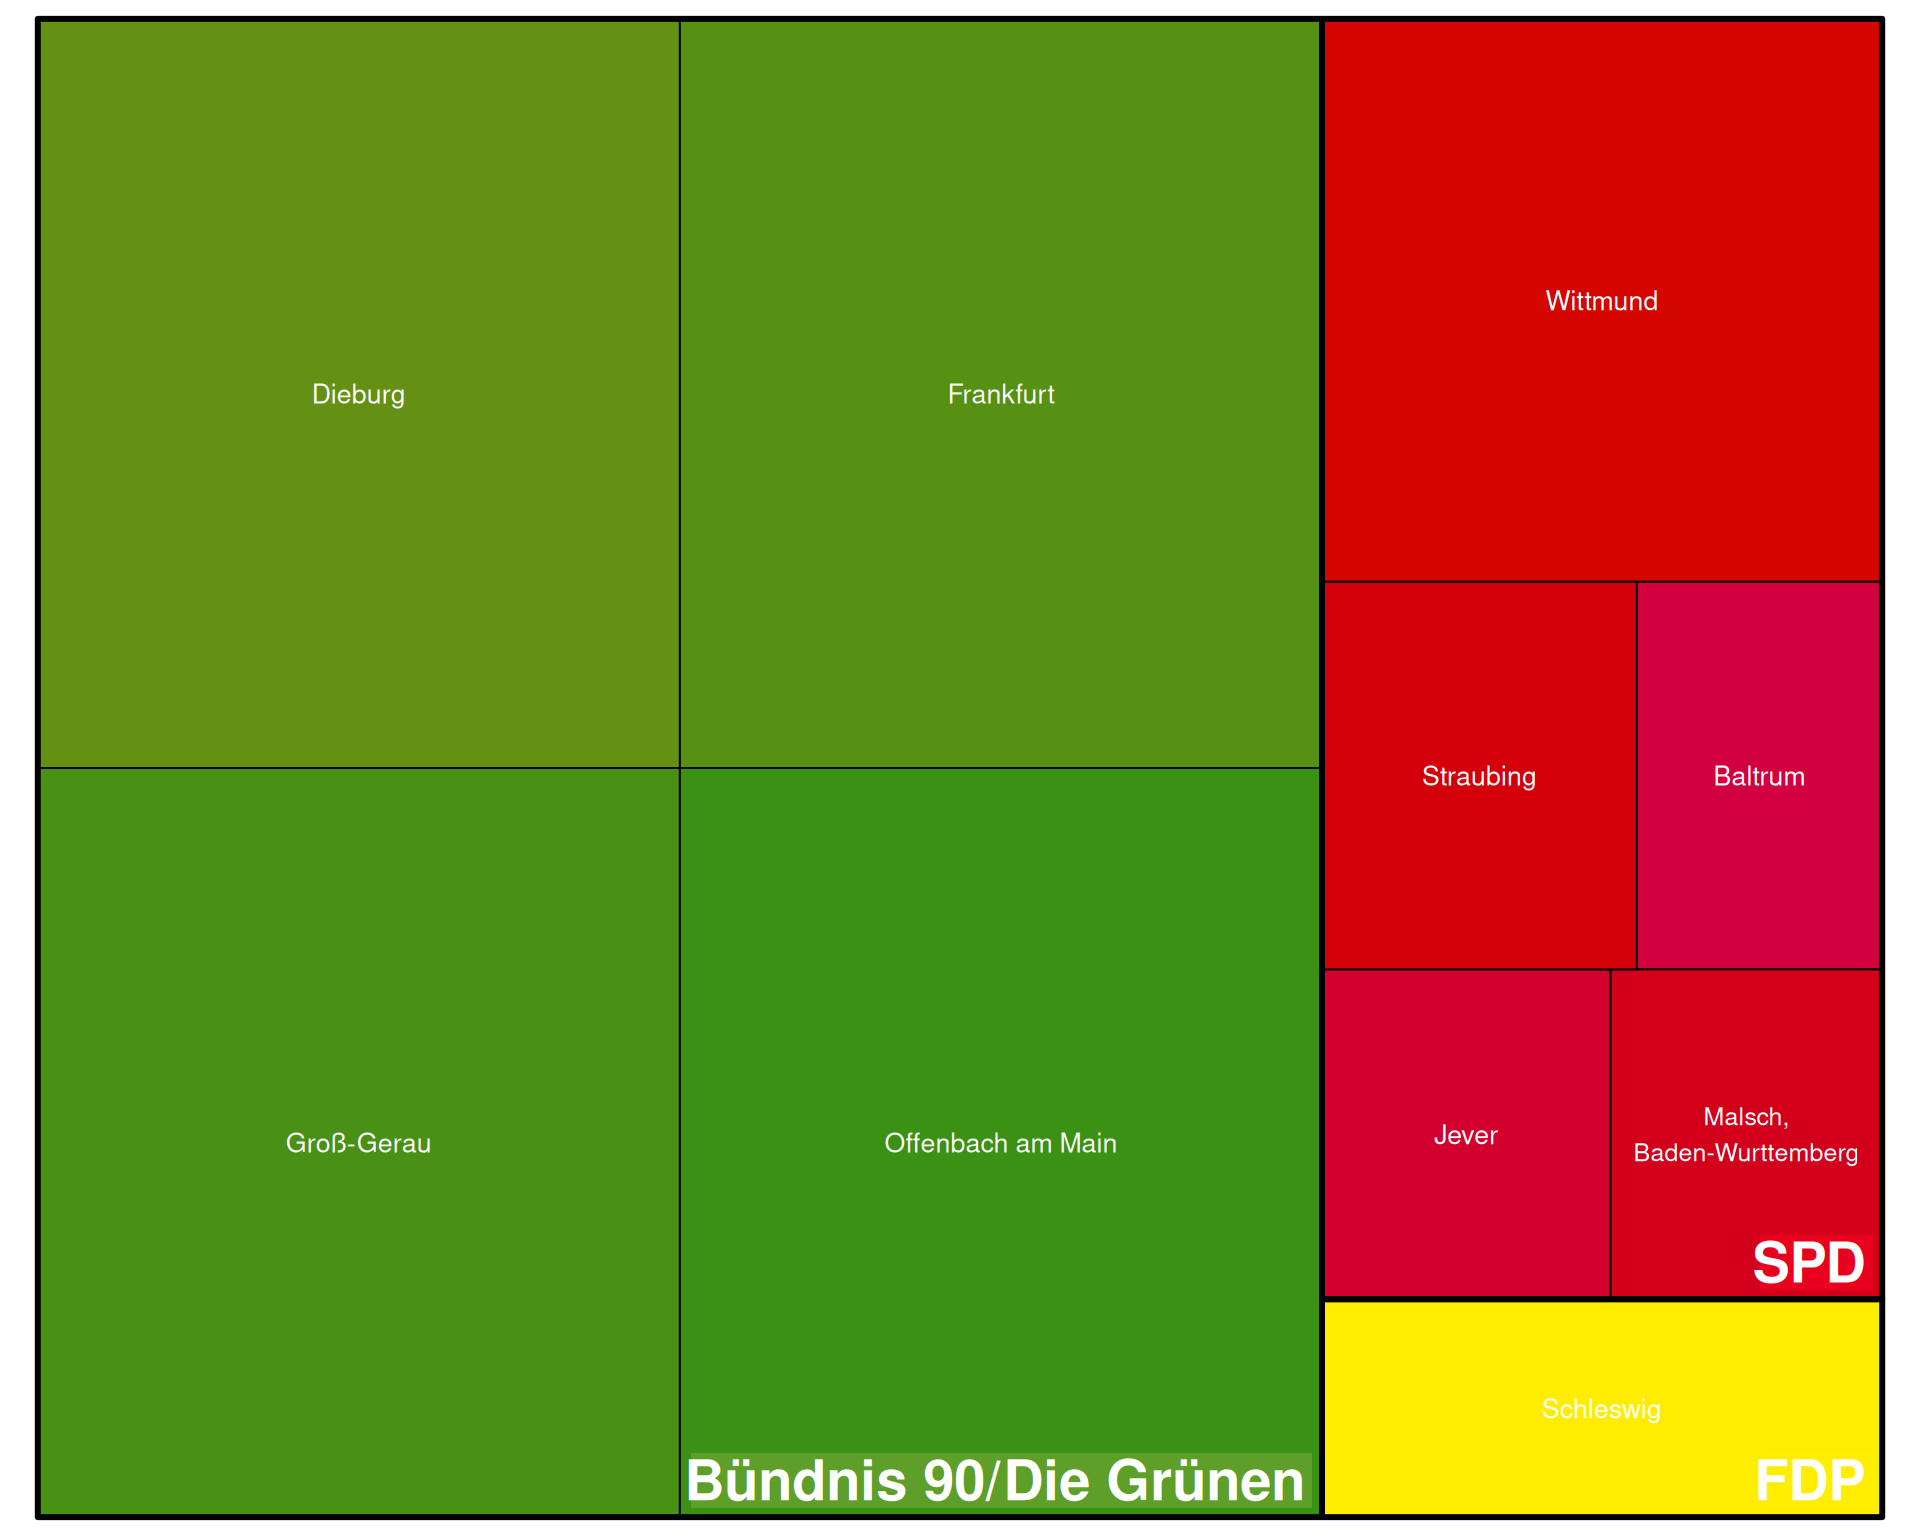 Dieburg
Frankfurt
Wittmund
Straubing
Baltrum
Groß-Gerau
Offenbach am Main
Jever
Malsch,
Baden-Wurttemberg
SPD
Schleswig
Bündnis 90/Die Grünen
FDP